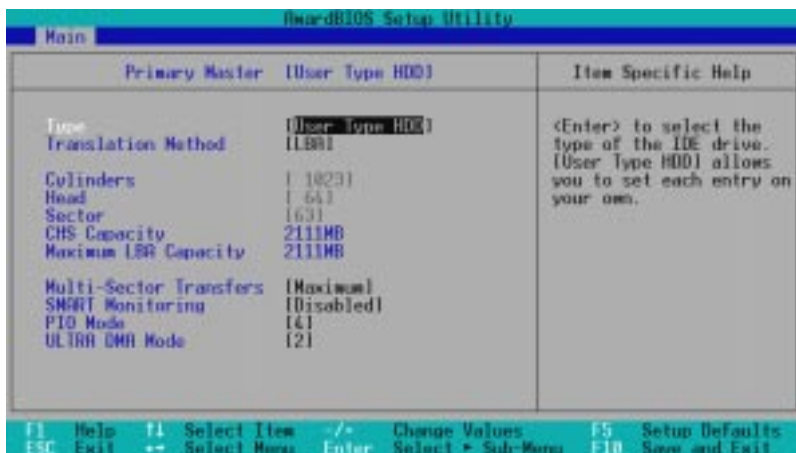 AwardBIOS Setup Utility
Main
Primary Master [User Type HDD]
Item Specific Help
Type [User Type HDD]
Translation Method [LBA]
Cylinders [ 1023]
Head [ 64]
Sector [63]
CHS Capacity 2111MB
Maximum LBA Capacity 2111MB
Multi-Sector Transfers [Maximum]
SMART Monitoring [Disabled]
PIO Mode [4]
ULTRA DMA Mode [2]
<Enter> to select the
type of the IDE drive.
[User Type HDD] allows
you to set each entry on
your own.
F1 Help ↑↓ Select Item -/+ Change Values F5 Setup Defaults
ESC Exit ←→ Select Menu Enter Select ► Sub-Menu F10 Save and Exit